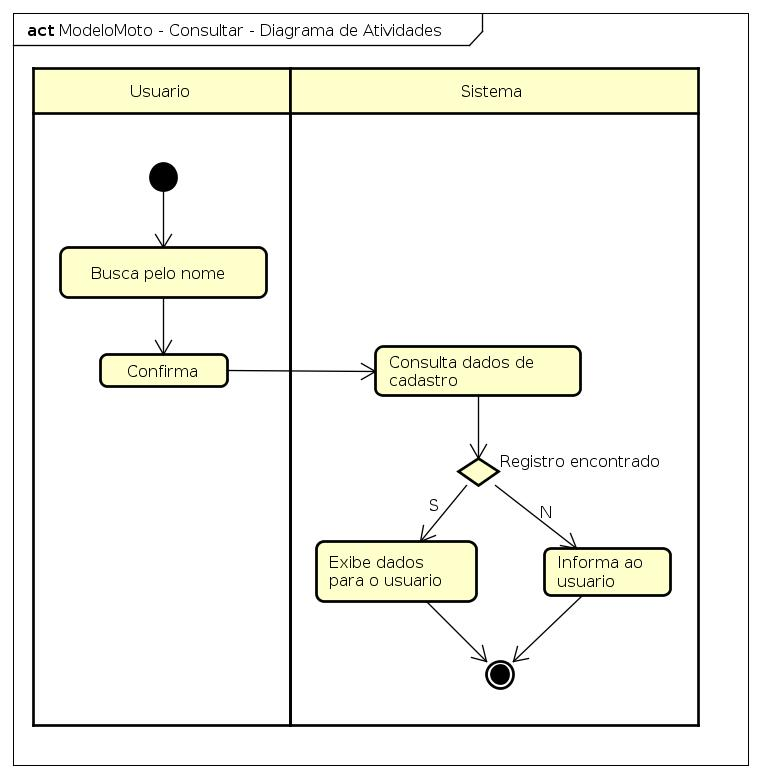 act ModeloMoto - Consultar - Diagrama de Atividades
Usuario
Sistema
Busca pelo nome
Confirma
Consulta dados de
cadastro
Registro encontrado
S
N
Exibe dados
para o usuario
Informa ao
usuario